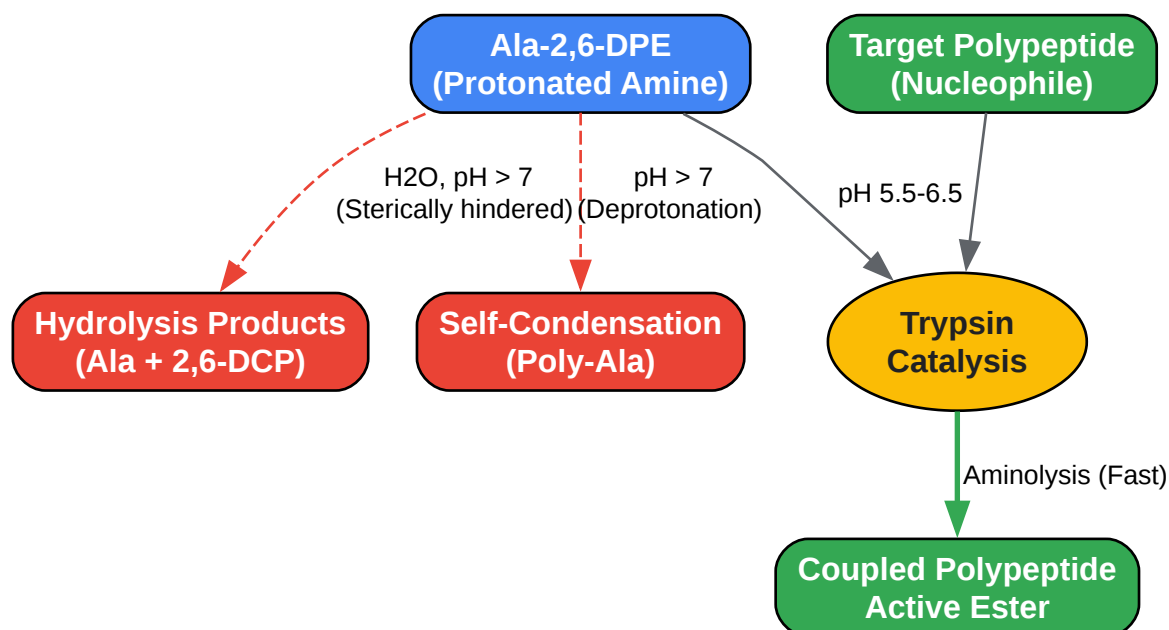 Ala-2,6-DPE
(Protonated Amine)
Target Polypeptide
(Nucleophile)
H2O, pH > 7
(Sterically hindered)
pH > 7
(Deprotonation)
pH 5.5-6.5
Hydrolysis Products
(Ala + 2,6-DCP)
Self-Condensation
(Poly-Ala)
Trypsin
Catalysis
Aminolysis (Fast)
Coupled Polypeptide
Active Ester